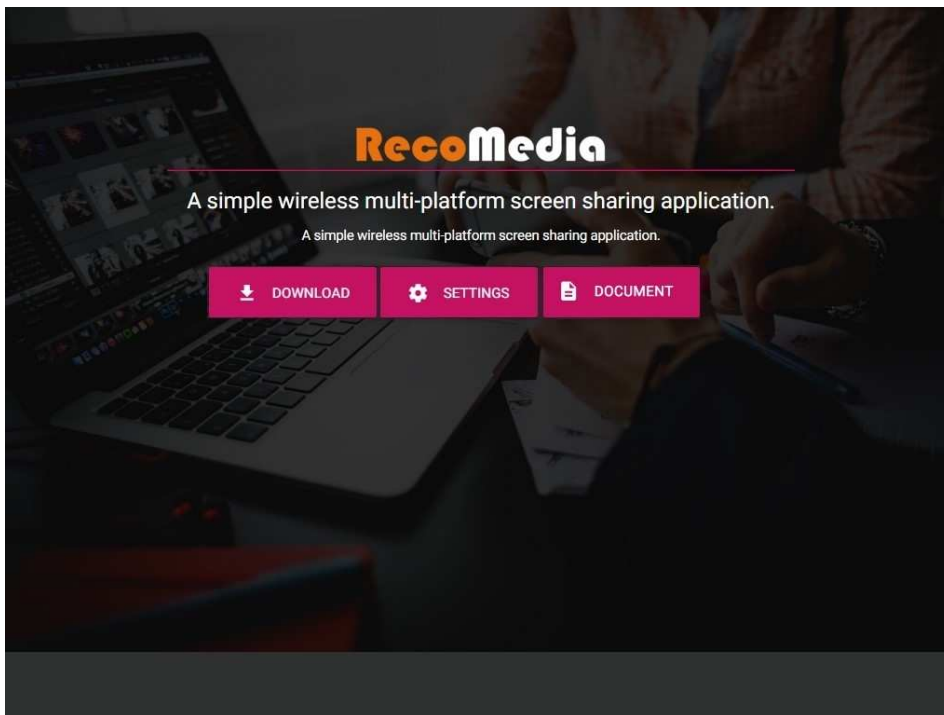 RecoMedia
A simple wireless multi-platform screen sharing application.
A simple wireless multi-platform screen sharing application.
DOWNLOAD SETTINGS DOCUMENT